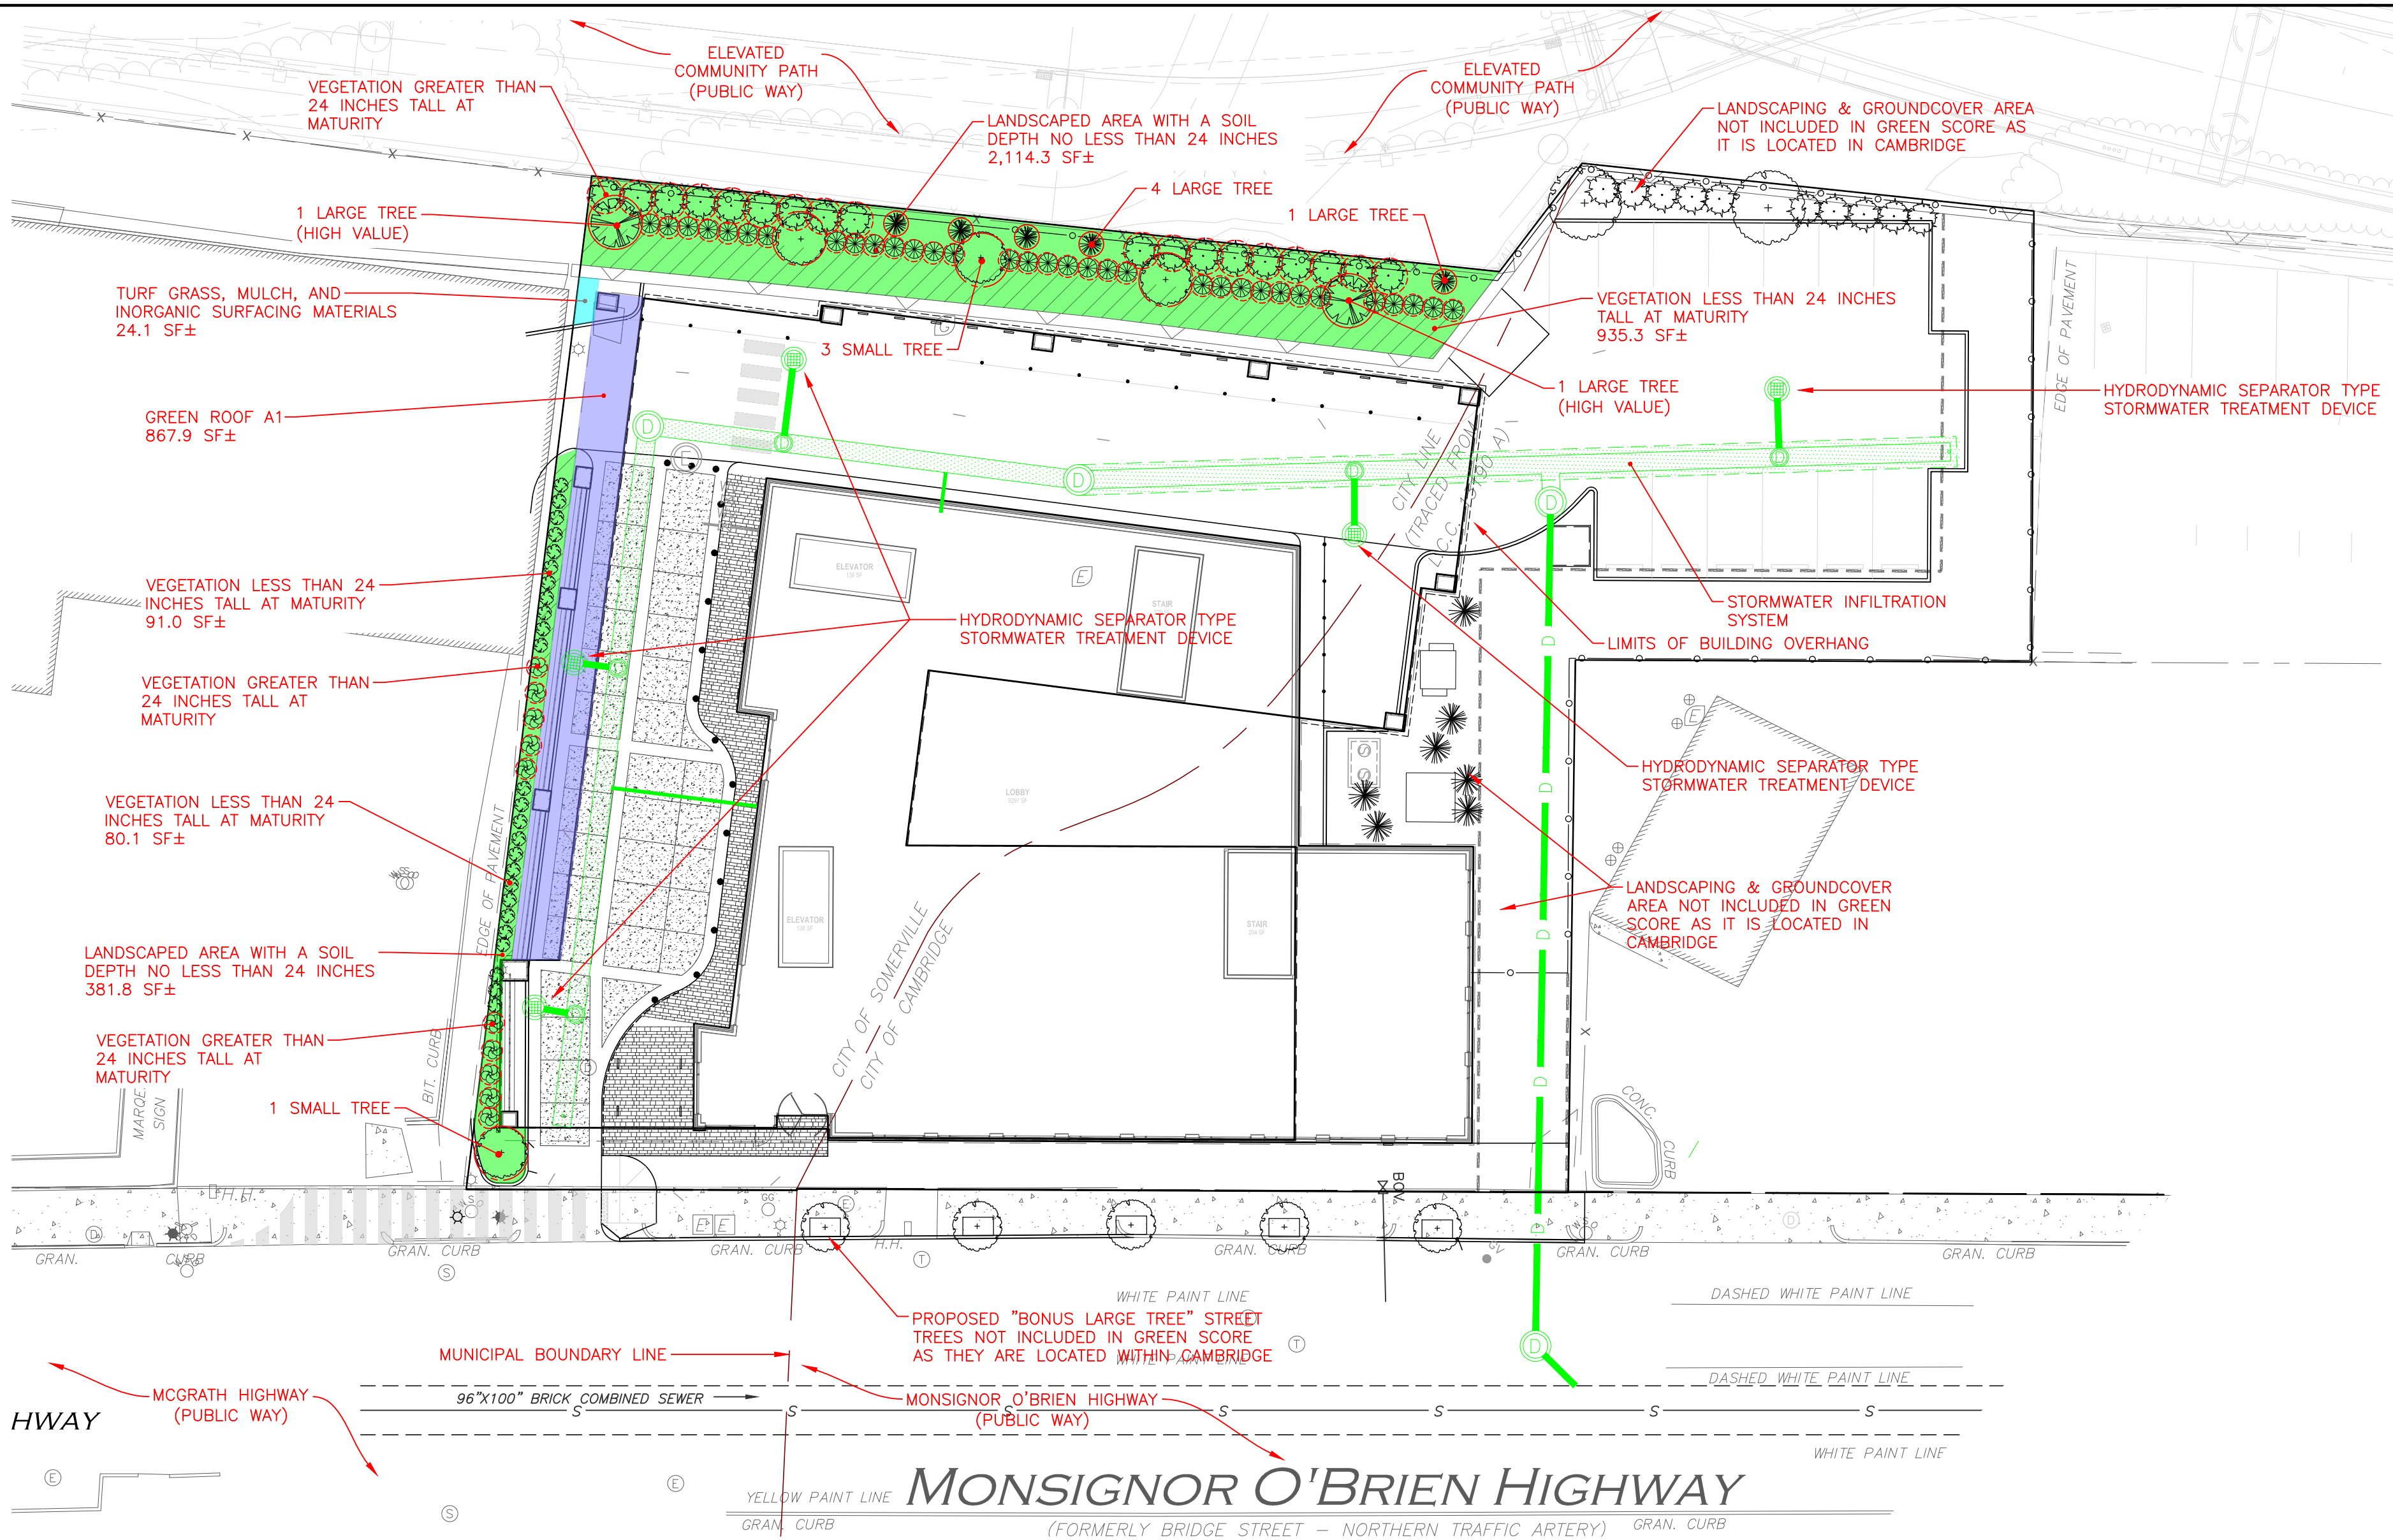 ELEVATED
COMMUNITY PATH
(PUBLIC WAY)
ELEVATED
COMMUNITY PATH
(PUBLIC WAY)
VEGETATION GREATER THAN
24 INCHES TALL AT
MATURITY
LANDSCAPED AREA WITH A SOIL
DEPTH NO LESS THAN 24 INCHES
2,114.3 SF±
LANDSCAPING & GROUNDCOVER AREA
NOT INCLUDED IN GREEN SCORE AS
IT IS LOCATED IN CAMBRIDGE
4 LARGE TREE
1 LARGE TREE
(HIGH VALUE)
1 LARGE TREE
TURF GRASS, MULCH, AND
INORGANIC SURFACING MATERIALS
24.1 SF±
VEGETATION LESS THAN 24 INCHES
TALL AT MATURITY
935.3 SF±
EDGE OF PAVEMENT
3 SMALL TREE
1 LARGE TREE
(HIGH VALUE)
HYDRODYNAMIC SEPARATOR TYPE
STORMWATER TREATMENT DEVICE
GREEN ROOF A1
867.9 SF±
CITY LINE
(TRACED FROM
L.C.C.
ELEVATOR
STAIR
VEGETATION LESS THAN 24
INCHES TALL AT MATURITY
91.0 SF±
HYDRODYNAMIC SEPARATOR TYPE
STORMWATER TREATMENT DEVICE
STORMWATER INFILTRATION
SYSTEM
LIMITS OF BUILDING OVERHANG
VEGETATION GREATER THAN
24 INCHES TALL AT
MATURITY
HYDRODYNAMIC SEPARATOR TYPE
STORMWATER TREATMENT DEVICE
LOBBY
VEGETATION LESS THAN 24
INCHES TALL AT MATURITY
80.1 SF±
EDGE OF PAVEMENT
LANDSCAPING & GROUNDCOVER
AREA NOT INCLUDED IN GREEN
SCORE AS IT IS LOCATED IN
CAMBRIDGE
ELEVATOR
STAIR
CITY OF SOMERVILLE
CITY OF CAMBRIDGE
LANDSCAPED AREA WITH A SOIL
DEPTH NO LESS THAN 24 INCHES
381.8 SF±
VEGETATION GREATER THAN
24 INCHES TALL AT
MATURITY
BIT. CURB
SIGN
1 SMALL TREE
CONC.
CURB
H.H.
BOV
GG
GRAN.
CURB
GRAN. CURB
GRAN. CURB
H.H.
GRAN. CURB
GV
GRAN. CURB
GRAN. CURB
WHITE PAINT LINE
DASHED WHITE PAINT LINE
PROPOSED "BONUS LARGE TREE" STREET
TREES NOT INCLUDED IN GREEN SCORE
AS THEY ARE LOCATED WITHIN CAMBRIDGE
WHITE PAINT LINE
MUNICIPAL BOUNDARY LINE
DASHED WHITE PAINT LINE
MCGRATH HIGHWAY
(PUBLIC WAY)
96"X100" BRICK COMBINED SEWER
MONSIGNOR O'BRIEN HIGHWAY
(PUBLIC WAY)
S S S S S S S
HWAY
WHITE PAINT LINE
YELLOW PAINT LINE
MONSIGNOR O'BRIEN HIGHWAY
GRAN. CURB
(FORMERLY BRIDGE STREET – NORTHERN TRAFFIC ARTERY)
GRAN. CURB